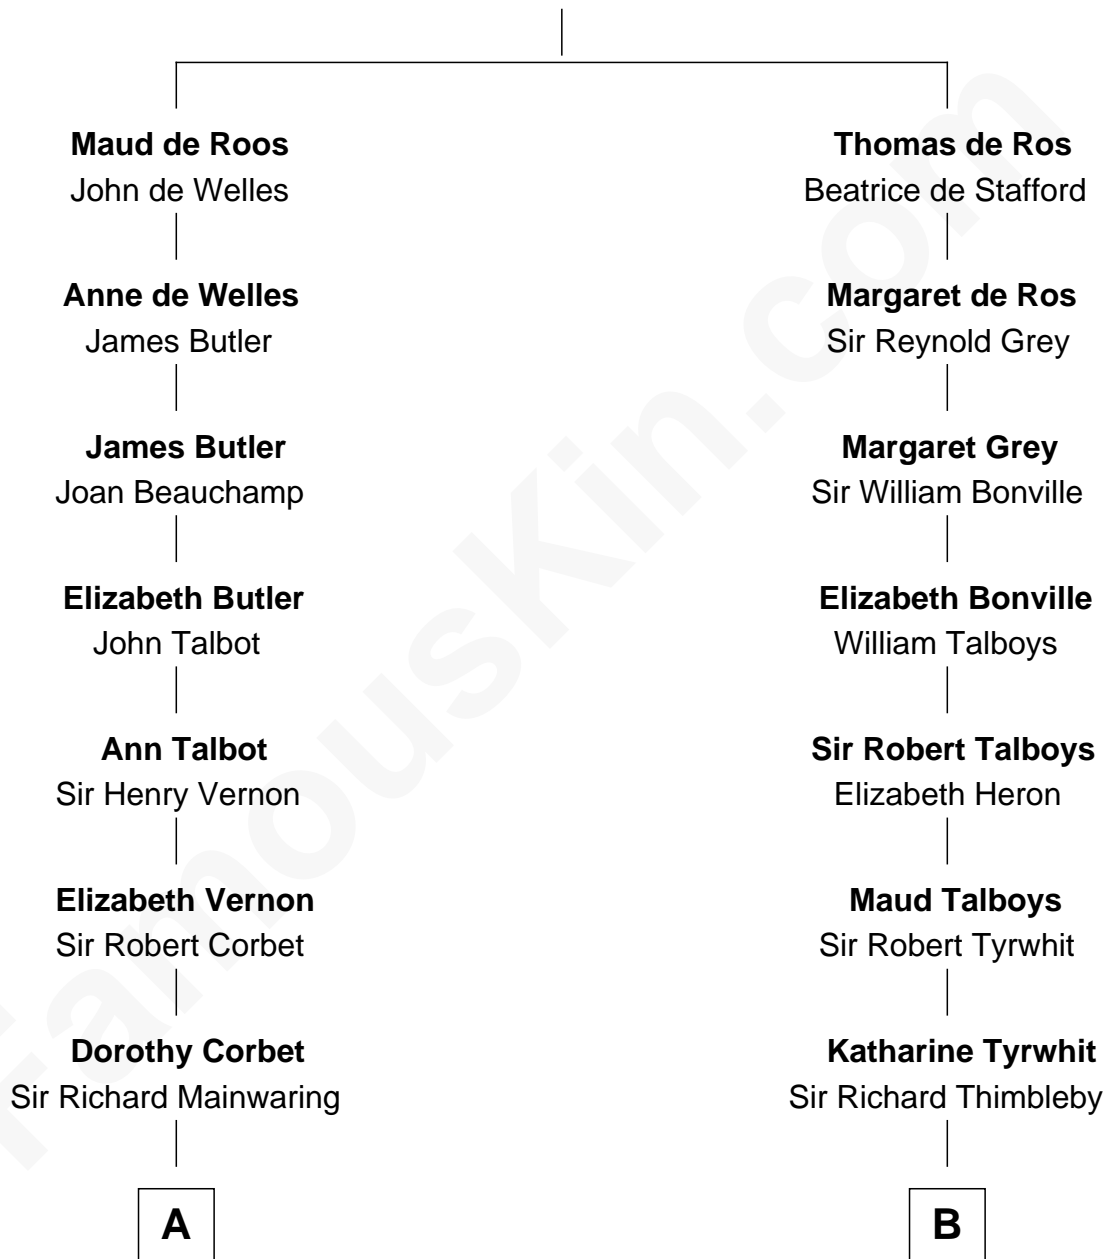 Maud de Roos
John de Welles
Thomas de Ros
Beatrice de Stafford
Anne de Welles
James Butler
Margaret de Ros
Sir Reynold Grey
James Butler
Joan Beauchamp
Margaret Grey
Sir William Bonville
Elizabeth Butler
John Talbot
Elizabeth Bonville
William Talboys
Ann Talbot
Sir Henry Vernon
Sir Robert Talboys
Elizabeth Heron
Elizabeth Vernon
Sir Robert Corbet
Maud Talboys
Sir Robert Tyrwhit
Dorothy Corbet
Sir Richard Mainwaring
Katharine Tyrwhit
Sir Richard Thimbleby
A
B
FamousKin.com